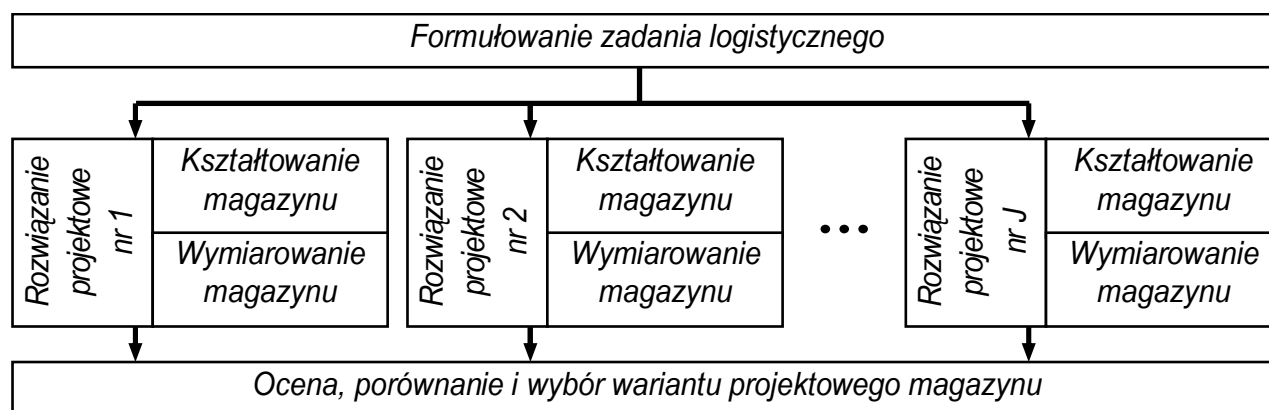 Formułowanie zadania logistycznego
Rozwiązanie
projektowe
nr 1
Kształtowanie
magazynu
Wymiarowanie
magazynu
Rozwiązanie
projektowe
nr 2
Kształtowanie
magazynu
Wymiarowanie
magazynu
...
Rozwiązanie
projektowe
nr J
Kształtowanie
magazynu
Wymiarowanie
magazynu
Ocena, porównanie i wybór wariantu projektowego magazynu